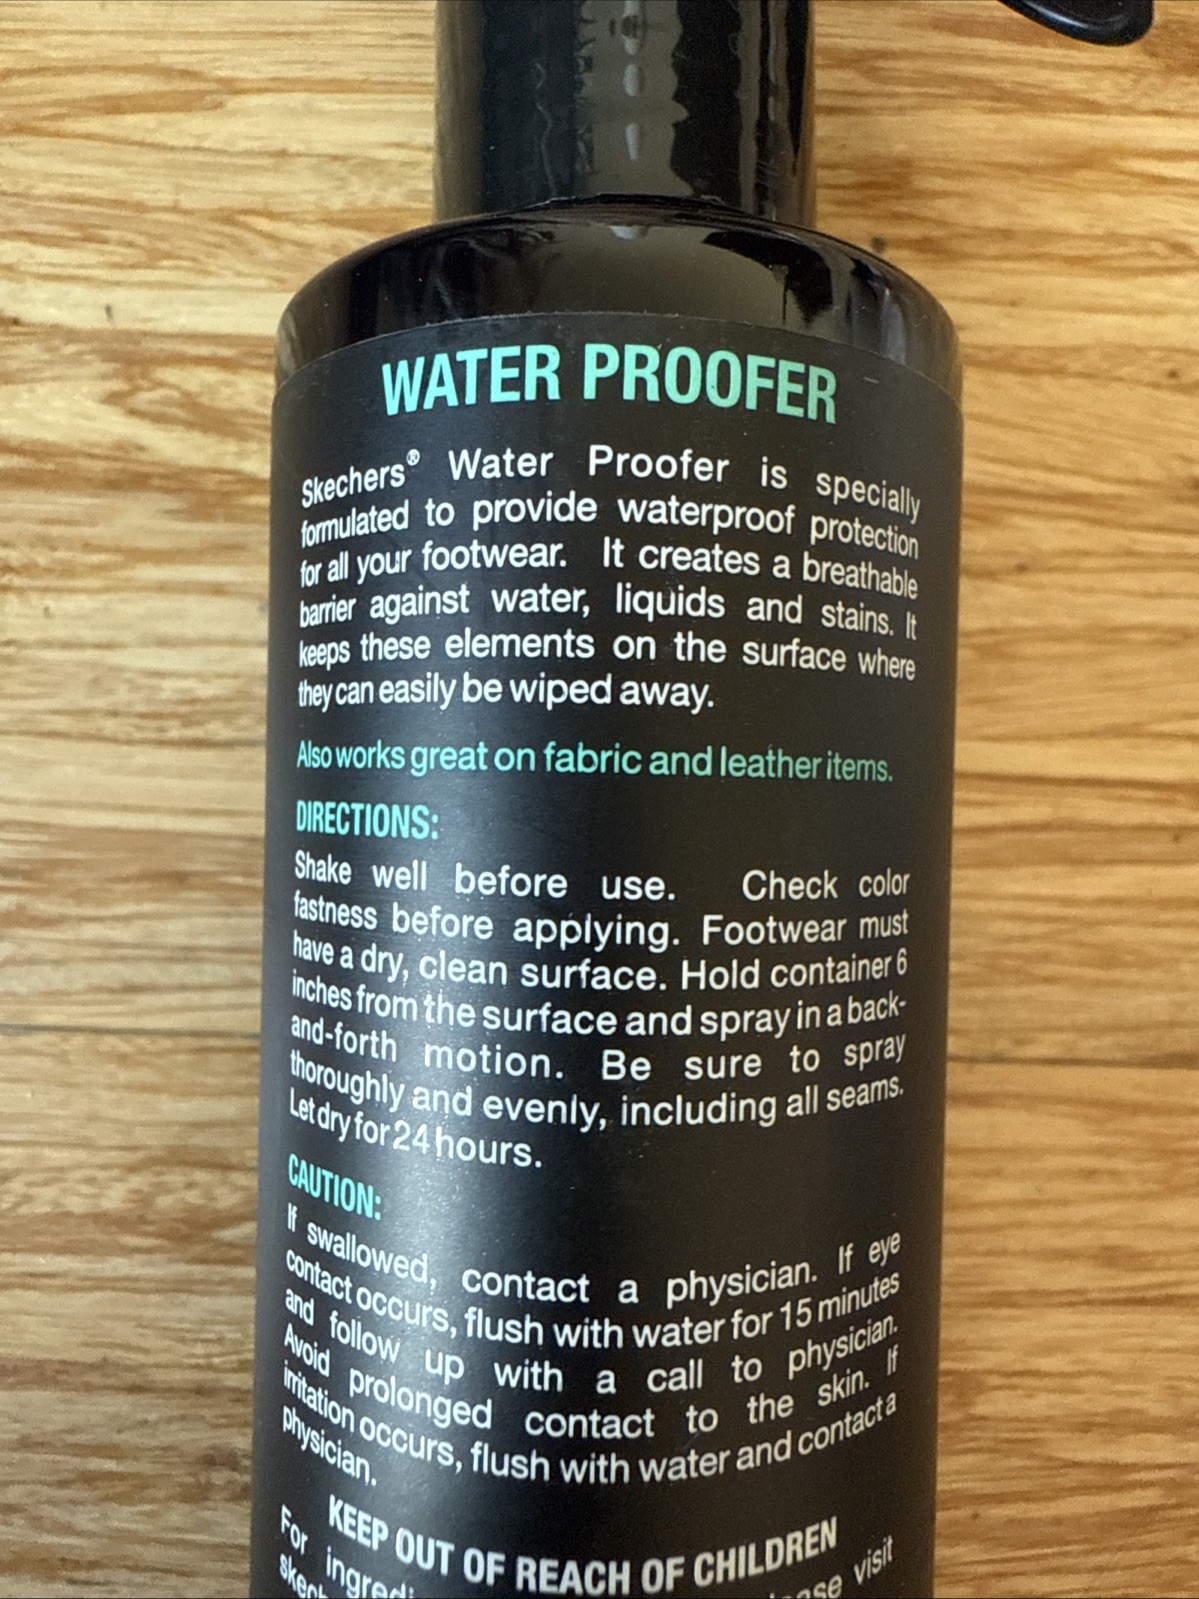 WATER PROOFER
Skechers® Water Proofer is specially
formulated to provide waterproof protection
for all your footwear. It creates a breathable
barrier against water, liquids and stains. It
keeps these elements on the surface where
they can easily be wiped away.
Also works great on fabric and leather items.
DIRECTIONS:
Shake well before use. Check color
fastness before applying. Footwear must
have a dry, clean surface. Hold container 6
inches from the surface and spray in a back-
and-forth motion. Be sure to spray
thoroughly and evenly, including all seams.
Let dry for 24 hours.
CAUTION:
If swallowed, contact a physician. If eye
contact occurs, flush with water for 15 minutes
and follow up with a call to physician.
Avoid prolonged contact to the skin. If
irritation occurs, flush with water and contact a
physician.
KEEP OUT OF REACH OF CHILDREN
For visit